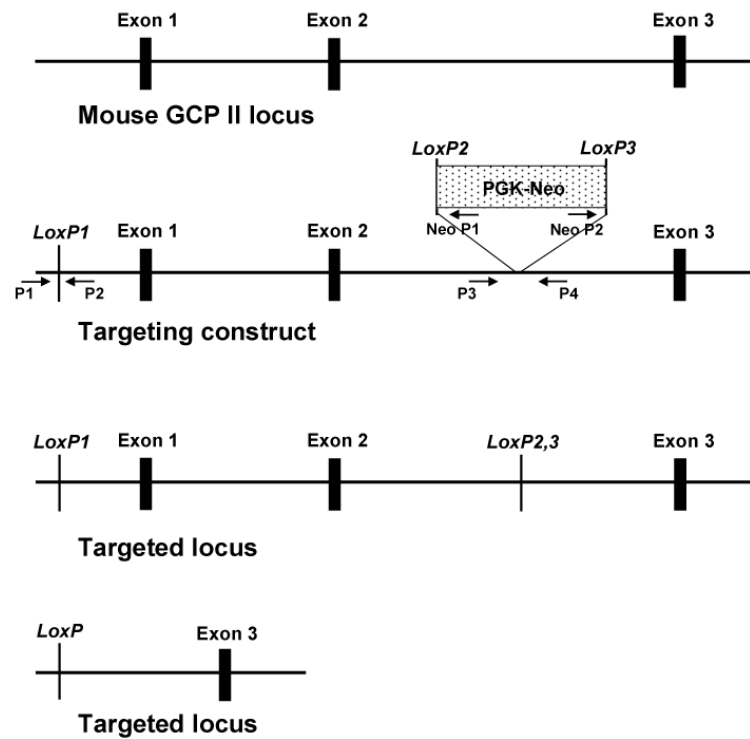 Exon 1 Exon 2 Exon 3
Mouse GCP II locus
LoxP2 LoxP3
PGK-Neo
Neo P1 Neo P2
LoxP1 Exon 1 Exon 2 Exon 3
P1 P2 P3 P4
Targeting construct
LoxP1 Exon 1 Exon 2 LoxP2,3 Exon 3
Targeted locus
LoxP Exon 3
Targeted locus